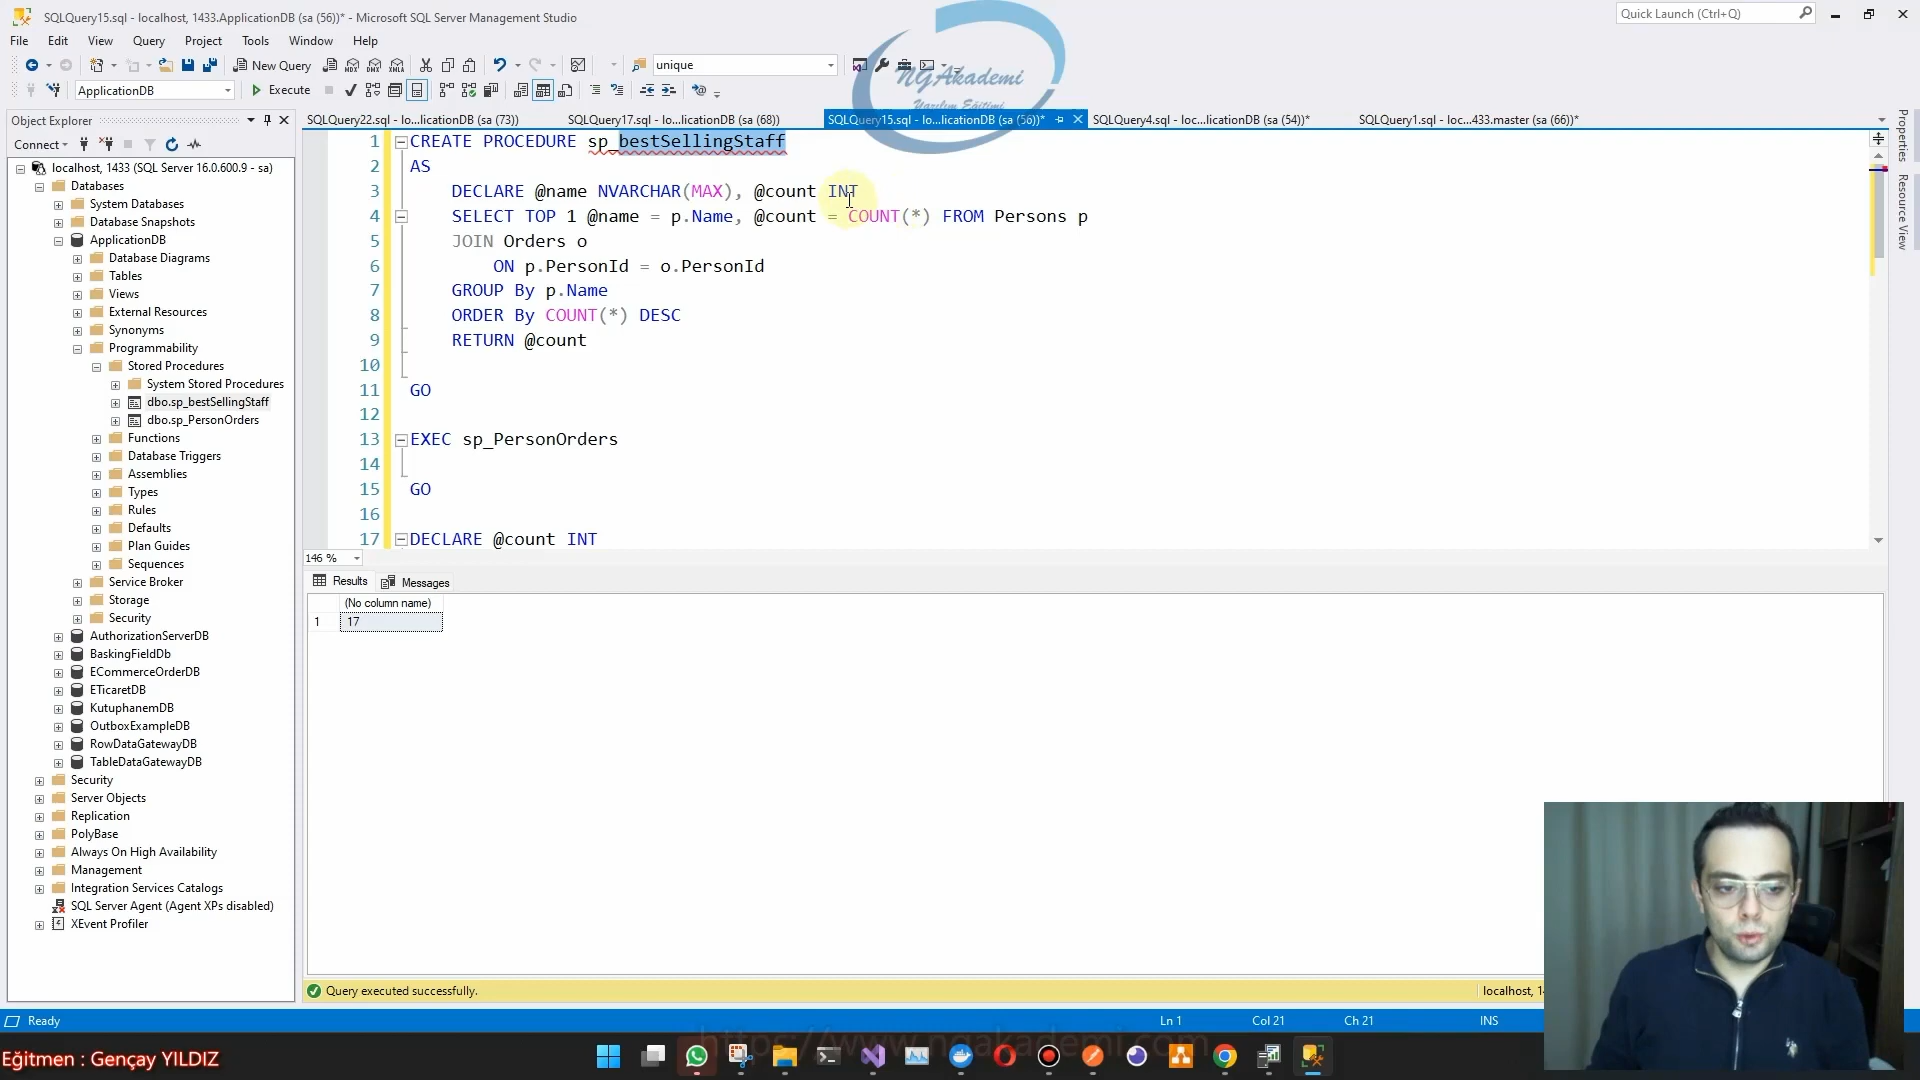 SQLQuery15.sql - localhost, 1433.ApplicationDB (sa (56))* - Microsoft SQL Server Management Studio
Quick Launch (Ctrl+Q)
File Edit View Query Project Tools Window Help
New Query
unique
ApplicationDB
Execute
NGAkademi
Yazılım Eğitimi
Object Explorer
SQLQuery22.sql - lo...licationDB (sa (73))
SQLQuery17.sql - lo...licationDB (sa (68))
SQLQuery15.sql - lo...licationDB (sa (56))*
SQLQuery4.sql - loc...licationDB (sa (54))*
SQLQuery1.sql - loc...433.master (sa (66))*
Properties
Resource View
Connect
localhost, 1433 (SQL Server 16.0.600.9 - sa)
Databases
System Databases
Database Snapshots
ApplicationDB
Database Diagrams
Tables
Views
External Resources
Synonyms
Programmability
Stored Procedures
System Stored Procedures
dbo.sp_bestSellingStaff
dbo.sp_PersonOrders
Functions
Database Triggers
Assemblies
Types
Rules
Defaults
Plan Guides
Sequences
Service Broker
Storage
Security
AuthorizationServerDB
BaskingFieldDb
ECommerceOrderDB
ETicaretDB
KutuphanemDB
OutboxExampleDB
RowDataGatewayDB
TableDataGatewayDB
Security
Server Objects
Replication
PolyBase
Always On High Availability
Management
Integration Services Catalogs
SQL Server Agent (Agent XPs disabled)
XEvent Profiler
1 CREATE PROCEDURE sp_bestSellingStaff
2 AS
3 DECLARE @name NVARCHAR(MAX), @count INT
4 SELECT TOP 1 @name = p.Name, @count = COUNT(*) FROM Persons p
5 JOIN Orders o
6 ON p.PersonId = o.PersonId
7 GROUP By p.Name
8 ORDER By COUNT(*) DESC
9 RETURN @count
10
11 GO
12
13 EXEC sp_PersonOrders
14
15 GO
16
17 DECLARE @count INT
146 %
Results Messages
(No column name)
1 17
Query executed successfully.
localhost, 1
Ready
Ln 1 Col 21 Ch 21 INS
Eğitmen : Gençay YILDIZ
http://www.ngakademi.com